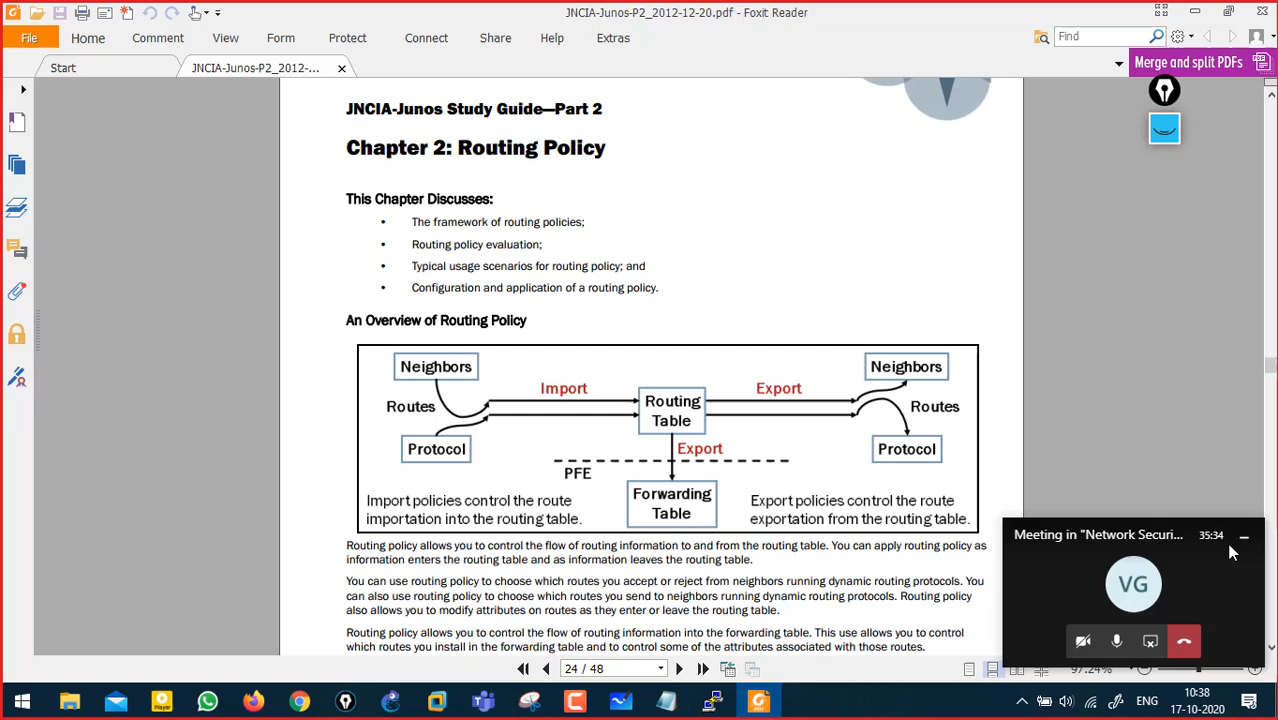 JNCIA-Junos-P2_2012-12-20.pdf - Foxit Reader
File Home Comment View Form Protect Connect Share Help Extras Find
Start JNCIA-Junos-P2_2012-12-... Merge and split PDFs
JNCIA-Junos Study Guide—Part 2
Chapter 2: Routing Policy
This Chapter Discusses:
• The framework of routing policies;
• Routing policy evaluation;
• Typical usage scenarios for routing policy; and
• Configuration and application of a routing policy.
An Overview of Routing Policy
Neighbors
Routes
Protocol
Import
Routing
Table
Export
Neighbors
Routes
Protocol
Export
PFE
Forwarding
Table
Import policies control the route
importation into the routing table.
Export policies control the route
exportation from the routing table.
Routing policy allows you to control the flow of routing information to and from the routing table. You can apply routing policy as
information enters the routing table and as information leaves the routing table.
You can use routing policy to choose which routes you accept or reject from neighbors running dynamic routing protocols. You
can also use routing policy to choose which routes you send to neighbors running dynamic routing protocols. Routing policy
also allows you to modify attributes on routes as they enter or leave the routing table.
Routing policy allows you to control the flow of routing information into the forwarding table. This use allows you to control
which routes you install in the forwarding table and to control some of the attributes associated with those routes.
Meeting in "Network Securi... 35:34
VG
24 / 48
97.24%
Player
PDF
ENG
10:38
17-10-2020